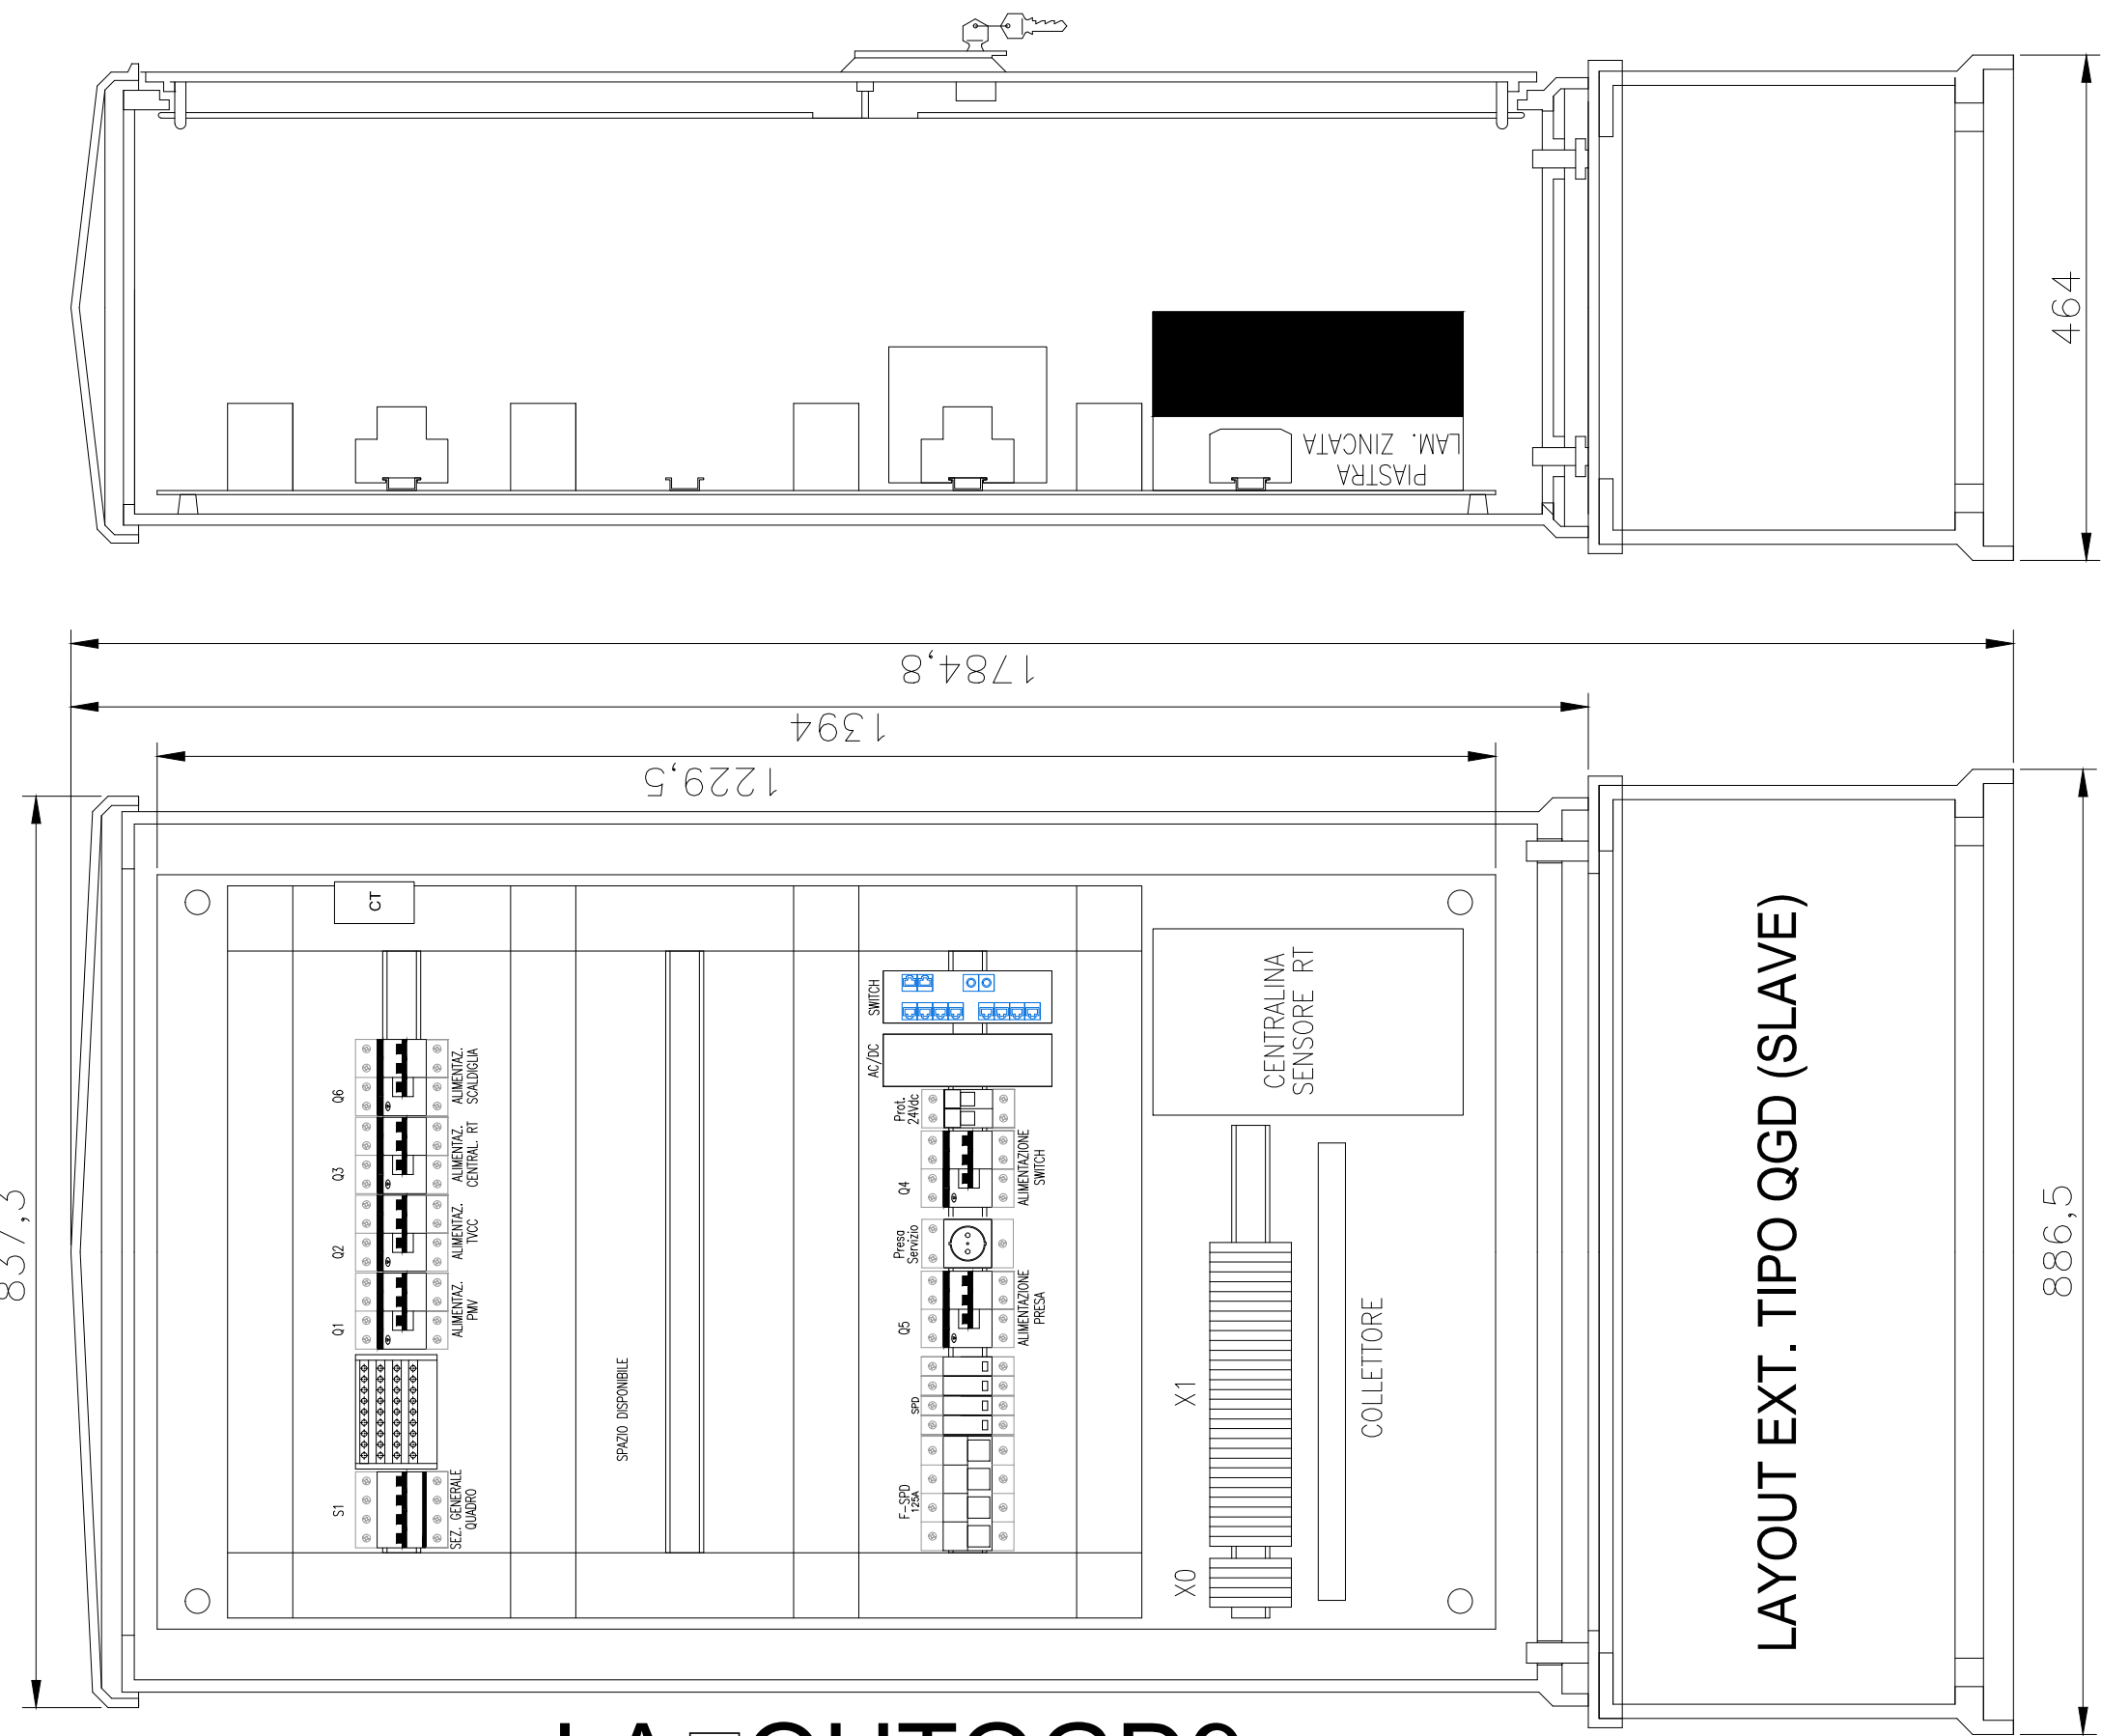 PIASTRA
LAM. ZINCATA
464
1784,8
1394
1229,5
837,3
886,5
CT
S1
SEZ. GENERALE
QUADRO
Q1
ALIMENTAZ.
PMV
Q2
ALIMENTAZ.
TVCC
Q3
ALIMENTAZ.
CENTRAL. RT
Q6
ALIMENTAZ.
SCALDIGLIA
SPAZIO DISPONIBILE
F-SPD
125A
SPD
Q5
ALIMENTAZIONE
PRESA
Presa
Servizio
Q4
ALIMENTAZIONE
SWITCH
Prot.
24Vdc
AC/DC
SWITCH
CENTRALINA
SENSORE RT
X0
X1
COLLETTORE
LAYOUT EXT. TIPO QGD (SLAVE)